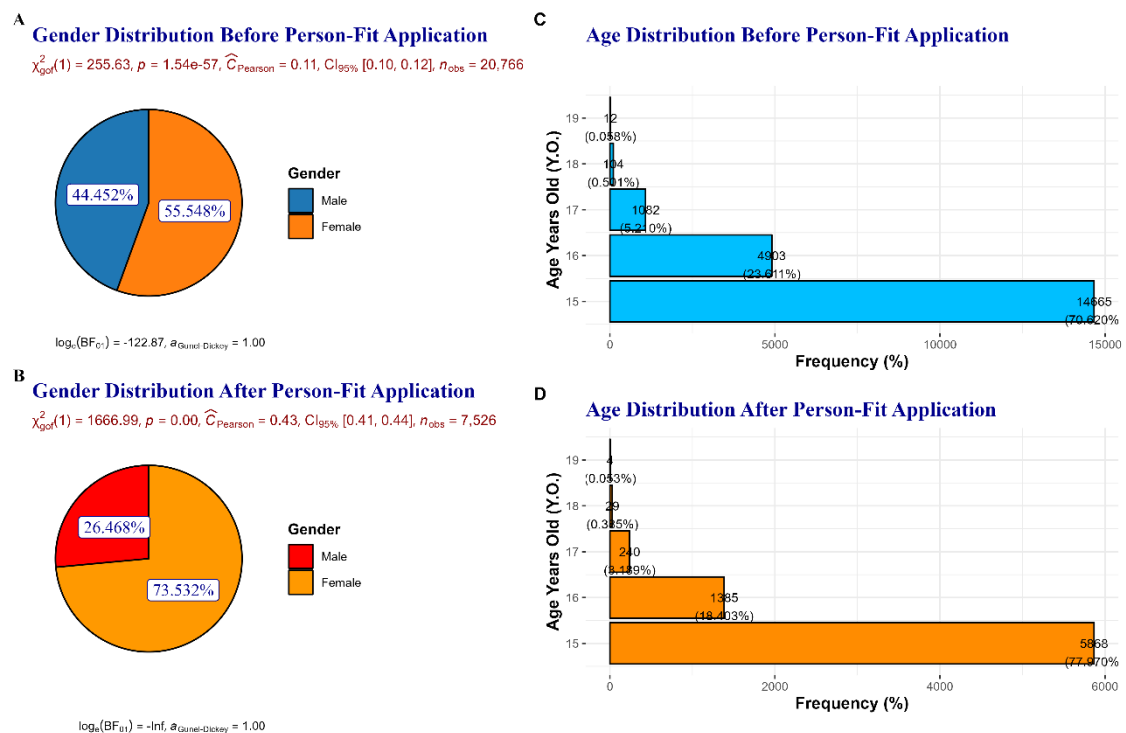 A
Gender Distribution Before Person-Fit Application
χ²gof(1) = 255.63, p = 1.54e-57, ĈPearson = 0.11, CI95% [0.10, 0.12], nobs = 20,766
44.452%
55.548%
Gender
Male
Female
loge(BF01) = -122.87, aGunel-Dickey = 1.00
B
Gender Distribution After Person-Fit Application
χ²gof(1) = 1666.99, p = 0.00, ĈPearson = 0.43, CI95% [0.41, 0.44], nobs = 7,526
26.468%
73.532%
Gender
Male
Female
loge(BF01) = -Inf, aGunel-Dickey = 1.00
C
Age Distribution Before Person-Fit Application
Age Years Old (Y.O.)
19
12
(0.058%)
18
104
(0.501%)
17
1082
(5.210%)
16
4903
(23.611%)
15
14665
(70.620%
0
5000
10000
15000
Frequency (%)
D
Age Distribution After Person-Fit Application
Age Years Old (Y.O.)
19
4
(0.053%)
18
29
(0.385%)
17
240
(3.189%)
16
1385
(18.403%)
15
5868
(77.970%
0
2000
4000
6000
Frequency (%)